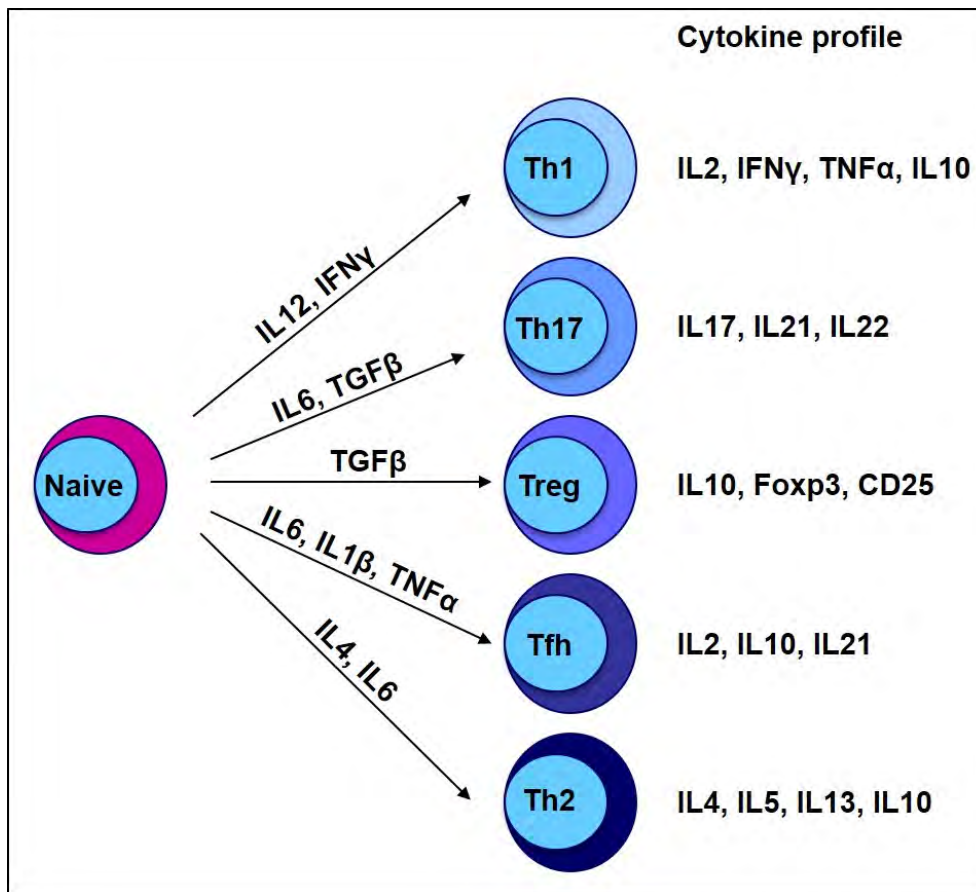 Cytokine profile
Th1
IL2, IFNγ, TNFα, IL10
IL12, IFNγ
Th17
IL17, IL21, IL22
IL6, TGFβ
Naive
TGFβ
Treg
IL10, Foxp3, CD25
IL6, IL1β, TNFα
Tfh
IL2, IL10, IL21
IL4, IL6
Th2
IL4, IL5, IL13, IL10